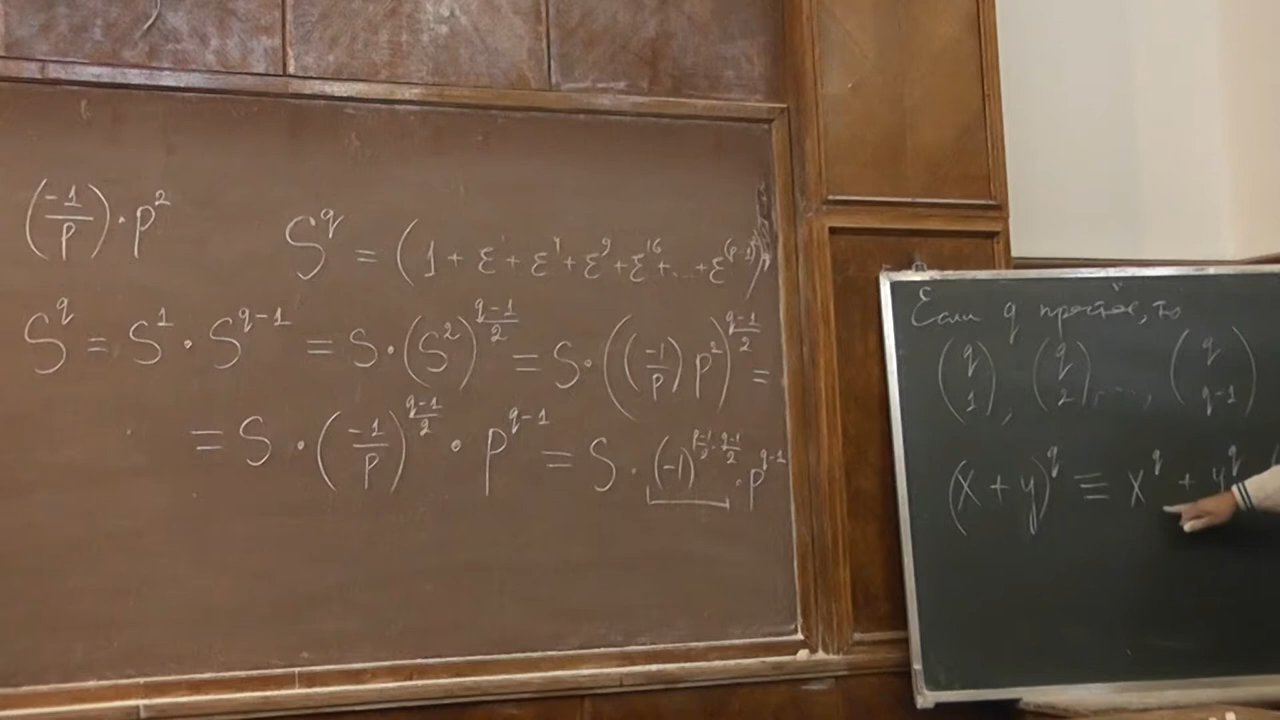 (-1/p)·p²
S^q = (1 + ε + ε⁴ + ε⁹ + ε¹⁶ + ... + ε^(p-1)²)^q
S^q = S¹ · S^(q-1) = S·(S²)^((q-1)/2) = S·((-1/p) p²)^((q-1)/2) =
= S·(-1/p)^((q-1)/2) · p^(q-1) = S·(-1)^((p-1)/2·(q-1)/2) · p^(q-1)
Если q простое, то
(q 1), (q 2), ..., (q q-1)
(x + y)^q ≡ x^q + y^q